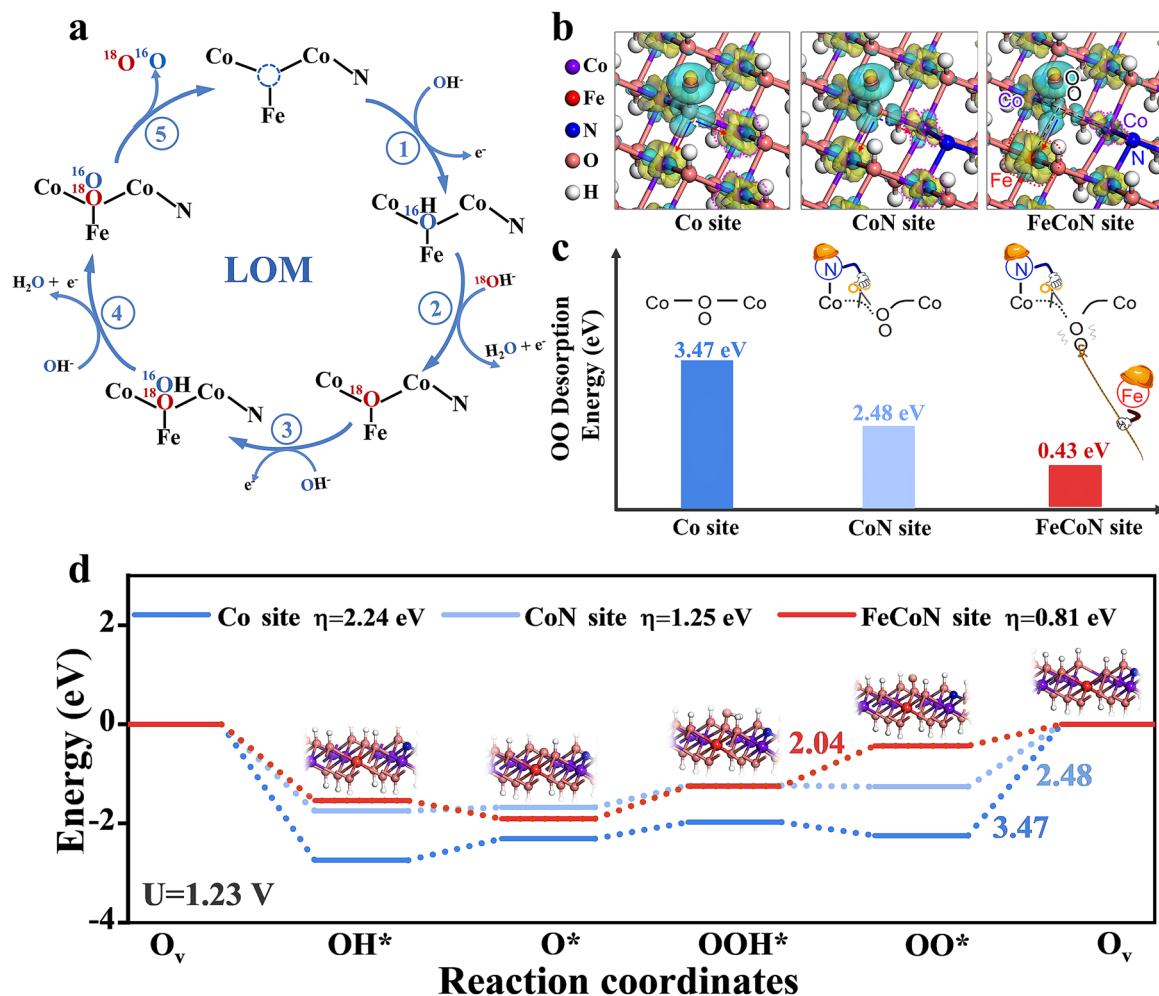 a
¹⁸O¹⁶O
Co
Co
N
Fe
OH⁻
①
e⁻
⑤
¹⁶O
¹⁸O
Co
Co
N
Fe
Co
¹⁶OH
Co
N
Fe
LOM
②
¹⁸OH⁻
H₂O + e⁻
H₂O + e⁻
④
OH⁻
¹⁶OH
Co
¹⁸O
Co
N
Fe
Co
¹⁸O
Co
N
Fe
③
e⁻
OH⁻
b
Co
Fe
N
O
H
O
O
Co
Co
N
Fe
Co site
CoN site
FeCoN site
c
OO Desorption
Energy (eV)
Co
O
Co
O
3.47 eV
N
O
Co
Co
O
O
2.48 eV
N
O
Co
Co
O
O
Fe
0.43 eV
Co site
CoN site
FeCoN site
d
Co site η=2.24 eV
CoN site η=1.25 eV
FeCoN site η=0.81 eV
Energy (eV)
2
0
-2
-4
2.04
2.48
3.47
U=1.23 V
Oᵥ
OH*
O*
OOH*
OO*
Oᵥ
Reaction coordinates